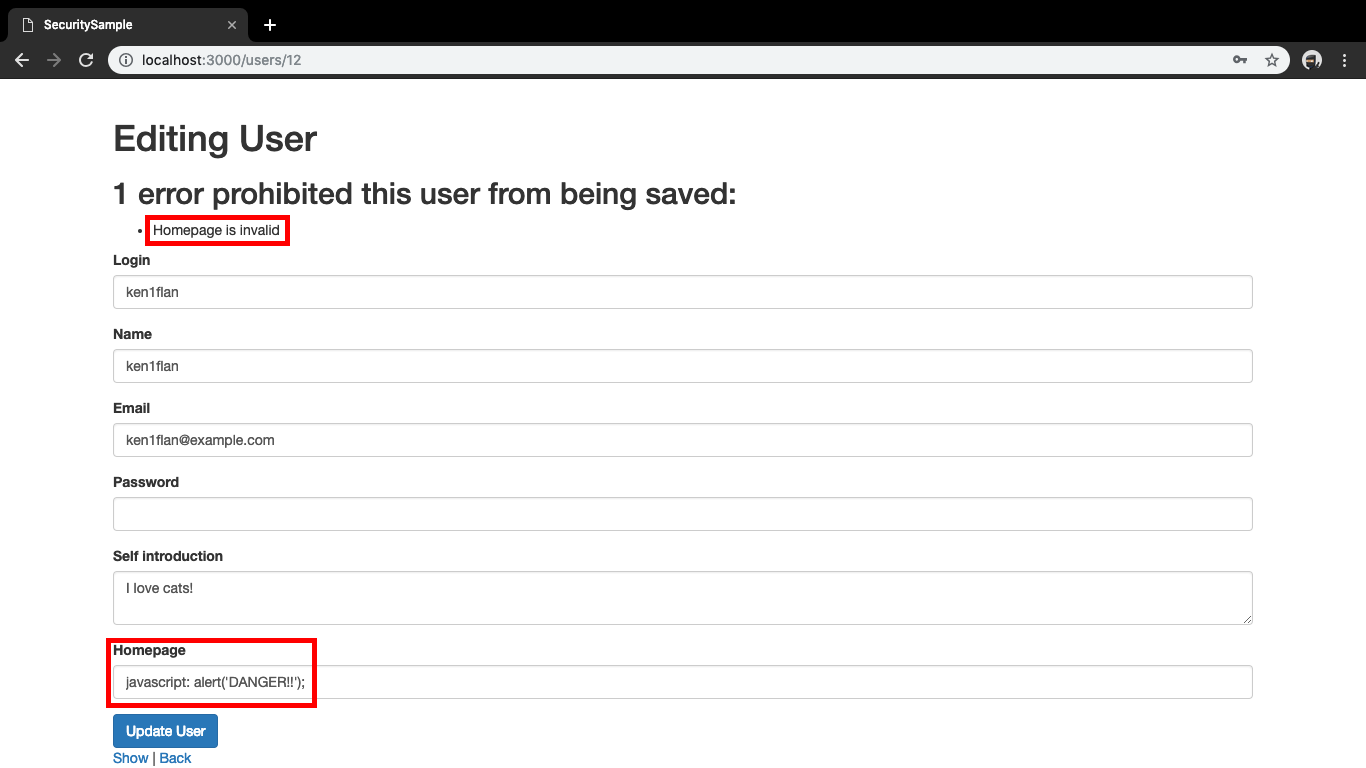 SecuritySample
localhost:3000/users/12
Editing User
1 error prohibited this user from being saved:
• Homepage is invalid
Login
ken1flan
Name
ken1flan
Email
ken1flan@example.com
Password
Self introduction
I love cats!
Homepage
javascript: alert('DANGER!!');
Update User
Show | Back